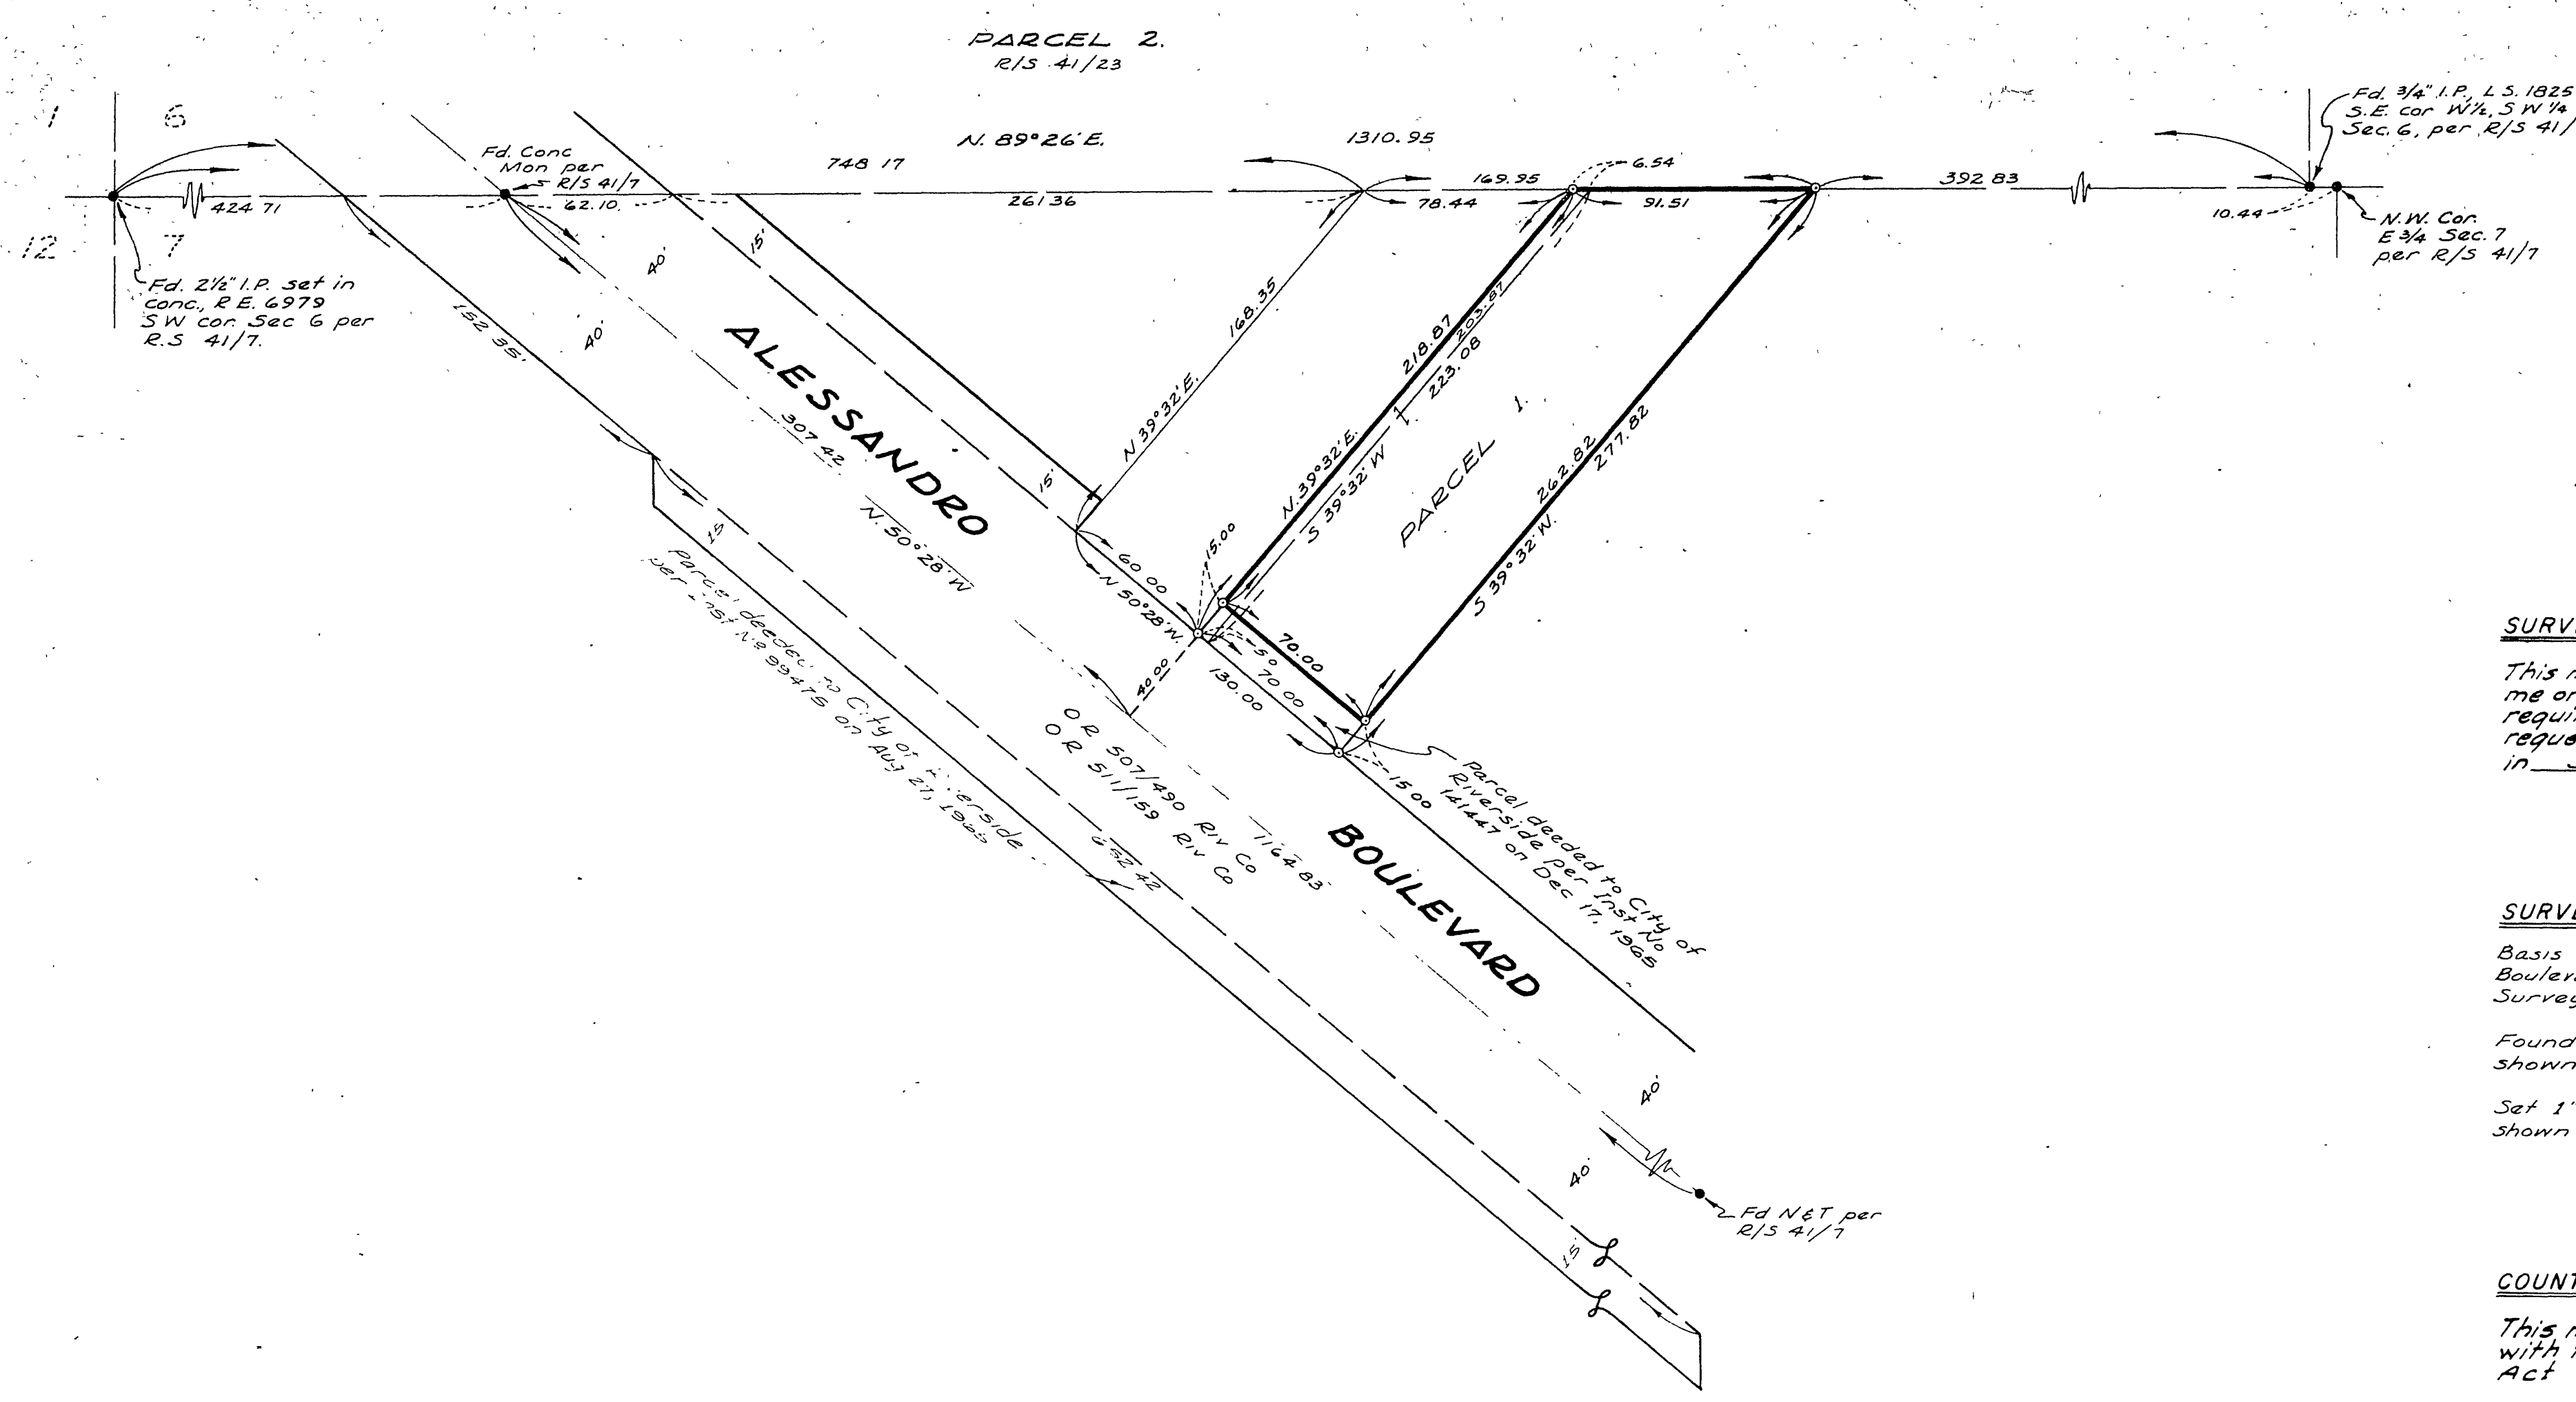 PARCEL 2.
R/S 41/23
1
6
12
7
Fd. 3/4" I.P., L S. 1825
S.E. cor W½, S W ¼
Sec. 6, per R/S 41/
N. 89°26' E.
1310.95
Fd. Conc
Mon per
R/S 41/7
748 17
169.95
6.54
392 83
424 71
62.10
261 36
78.44
91.51
10.44
N.W. Cor.
E 3/4 Sec. 7
per R/S 41/7
Fd. 2½" I.P. set in
conc., R E. 6979
S W cor. Sec 6 per
R.S 41/7.
15'
40'
40'
152 35'
168.35
N 39°32' E.
218.87
203.87
223.08
N. 39°32' E.
S 39°32' W
PARCEL 1.
262.82
277.82
S 39°32' W.
ALESSANDRO
307 42
N. 50°28' W
15'
15
15.00
60 00
N 50°28' W.
40 00
50
70.00
70 00
130.00
15 00
Parcel deeded to City of
per Inst Nº 99475 on Aug 27,
O R 507/490 RIV CO
O R 511/159 RIV CO
1164 83
652 42
Parcel deeded to City of
Riverside per Inst No
141447 on Dec 17, 1965
BOULEVARD
40'
40'
15'
Fd N&T per
R/S 41/7
SURV
This
me or
requi
reque
in
SURV
Basis
Boulev
Survey
Found
shown
Set 1"
shown
COUNT
This
with
Act